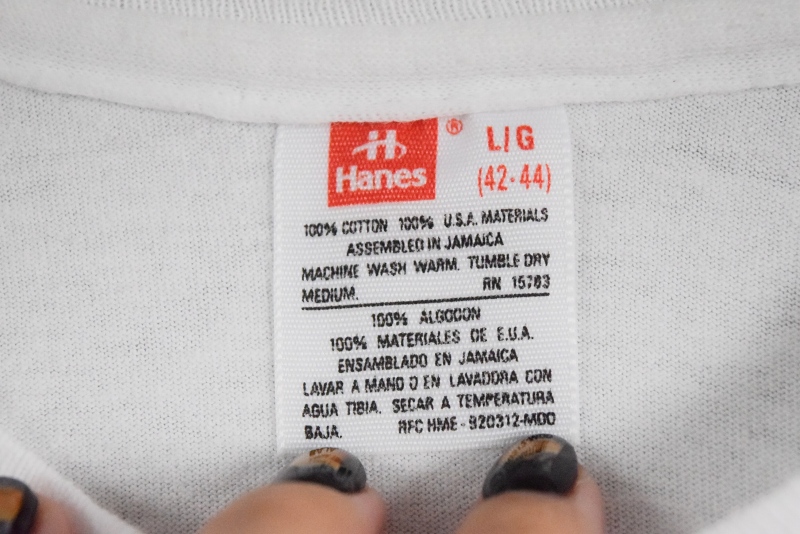 Hanes ® L/G
(42-44)
100% COTTON 100% U.S.A. MATERIALS
ASSEMBLED IN JAMAICA
MACHINE WASH WARM. TUMBLE DRY
MEDIUM. RN 15763
100% ALGODON
100% MATERIALES DE E.U.A.
ENSAMBLADO EN JAMAICA
LAVAR A MANO O EN LAVADORA CON
AGUA TIBIA. SECAR A TEMPERATURA
BAJA. RFC HME-920312-MD0